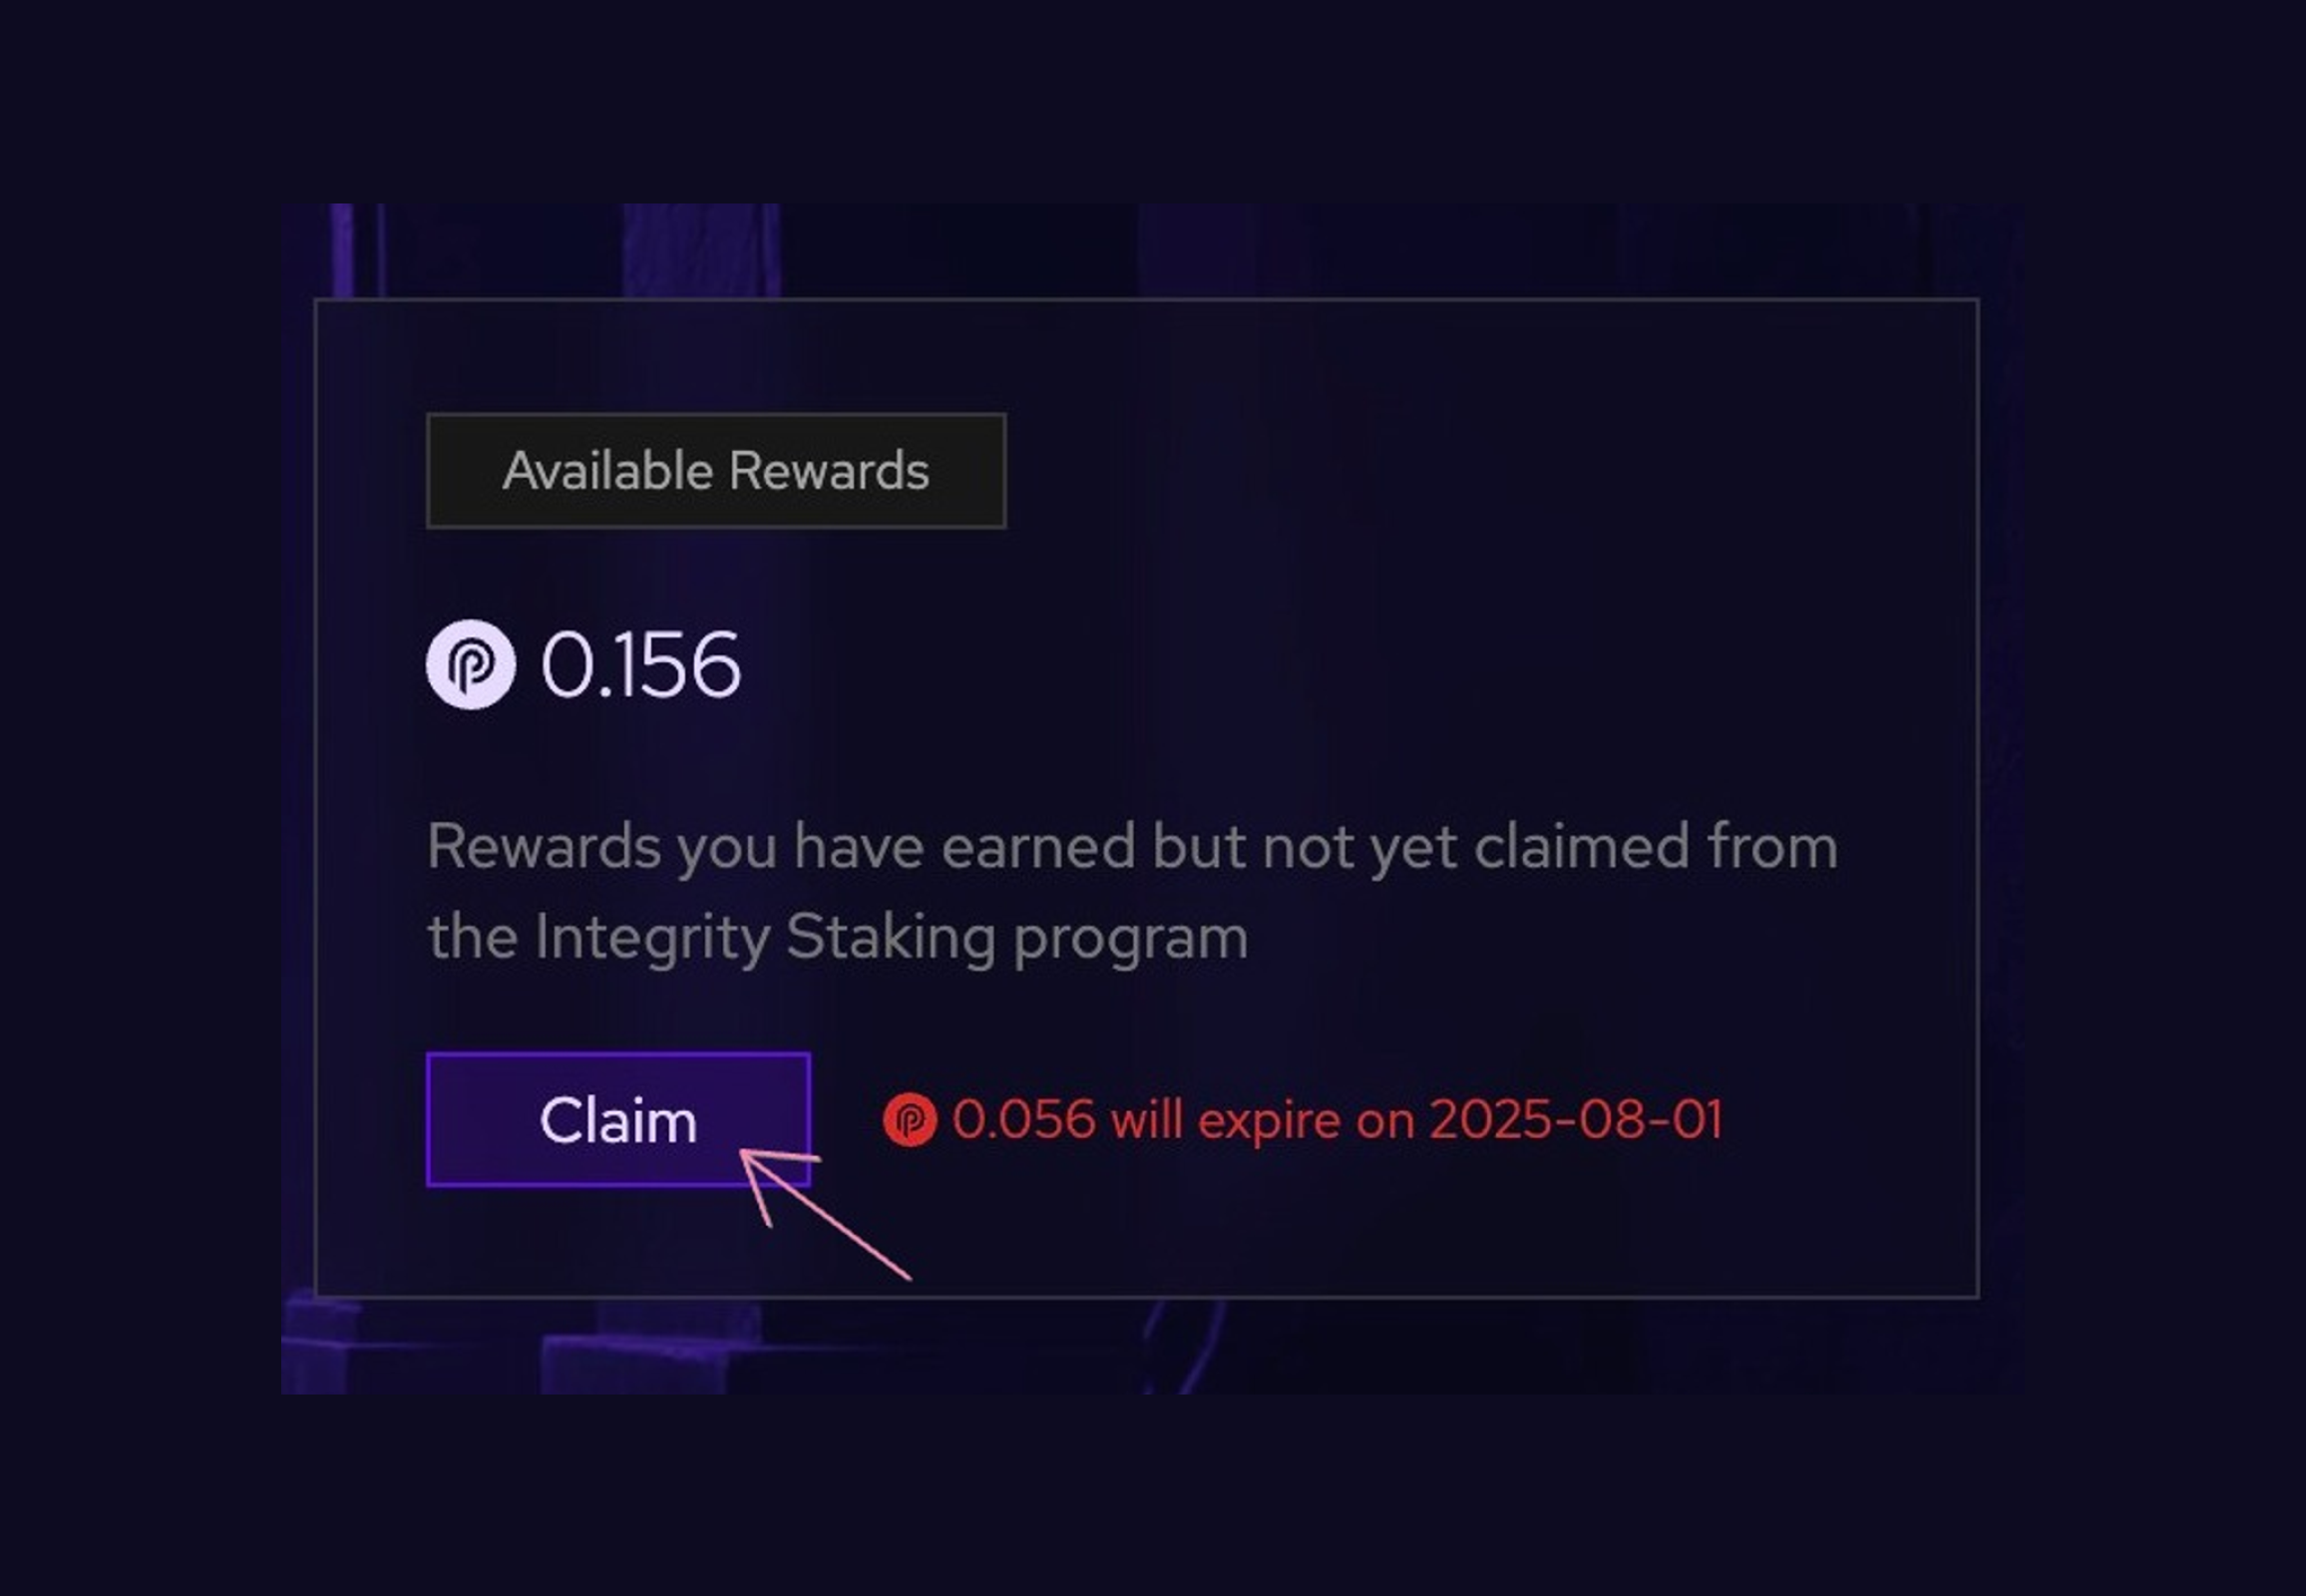 Available Rewards
0.156
Rewards you have earned but not yet claimed from
the Integrity Staking program
Claim
0.056 will expire on 2025-08-01